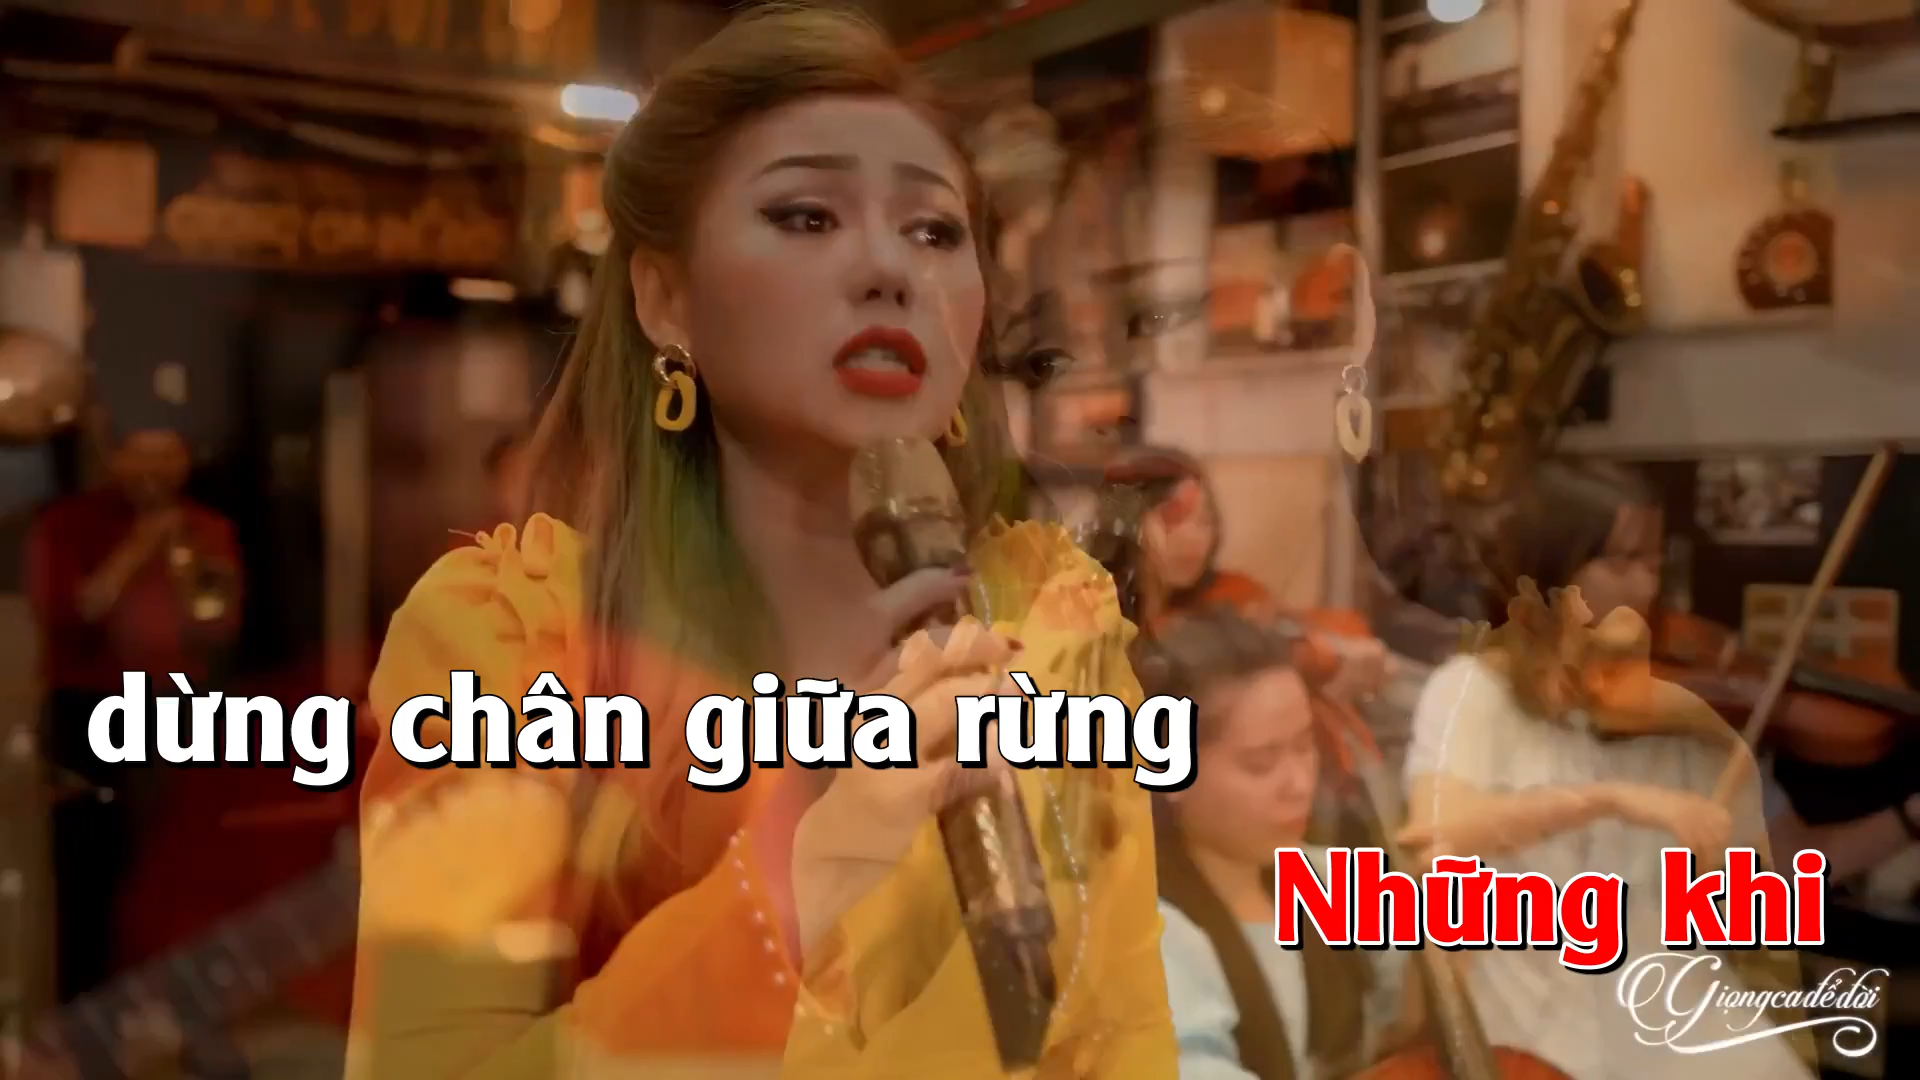 dừng chân giữa rừng
Những khi
Giọngcađểđời